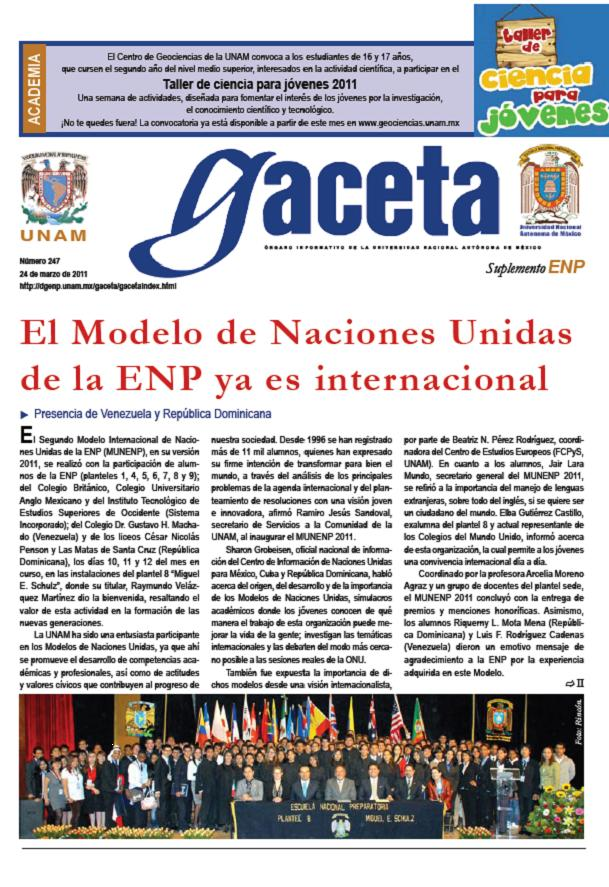 ACADEMIA
El Centro de Geociencias de la UNAM convoca a los estudiantes de 16 y 17 años,
que cursen el segundo año del nivel medio superior, interesados en la actividad científica, a participar en el
Taller de ciencia para jóvenes 2011
Una semana de actividades, diseñada para fomentar el interés de los jóvenes por la investigación,
el conocimiento científico y tecnológico.
¡No te quedes fuera! La convocatoria ya está disponible a partir de este mes en www.geociencias.unam.mx
taller
de
ciencia
para
jóvenes
UNAM
gaceta
ÓRGANO INFORMATIVO DE LA UNIVERSIDAD NACIONAL AUTÓNOMA DE MÉXICO
Universidad Nacional
Autónoma de México
Número 247
24 de marzo de 2011
http://dgenp.unam.mx/gaceta/gacetaindex.html
Suplemento ENP
El Modelo de Naciones Unidas
de la ENP ya es internacional
Presencia de Venezuela y República Dominicana
El Segundo Modelo Internacional de Nacio-
nes Unidas de la ENP (MUNENP), en su versión
2011, se realizó con la participación de alum-
nos de la ENP (planteles 1, 4, 5, 6, 7, 8 y 9);
del Colegio Británico, Colegio Universitario
Anglo Mexicano y del Instituto Tecnológico de
Estudios Superiores de Occidente (Sistema
Incorporado); del Colegio Dr. Gustavo H. Macha-
do (Venezuela) y de los liceos César Nicolás
Penson y Las Matas de Santa Cruz (República
Dominicana), los días 10, 11 y 12 del mes en
curso, en las instalaciones del plantel 8 "Miguel
E. Schulz", donde su titular, Raymundo Veláz-
quez Martínez dio la bienvenida, resaltando el
valor de esta actividad en la formación de las
nuevas generaciones.
La UNAM ha sido una entusiasta participante
en los Modelos de Naciones Unidas, ya que ahí
se promueve el desarrollo de competencias aca-
démicas y profesionales, así como de actitudes
y valores cívicos que contribuyen al progreso de
nuestra sociedad. Desde 1996 se han registrado
más de 11 mil alumnos, quienes han expresado
su firme intención de transformar para bien el
mundo, a través del análisis de los principales
problemas de la agenda internacional y del plan-
teamiento de resoluciones con una visión joven
e innovadora, afirmó Ramiro Jesús Sandoval,
secretario de Servicios a la Comunidad de la
UNAM, al inaugurar el MUNENP 2011.
Sharon Grobeisen, oficial nacional de informa-
ción del Centro de Información de Naciones Unidas
para México, Cuba y República Dominicana, habló
acerca del origen, del desarrollo y de la importancia
de los Modelos de Naciones Unidas, simulacros
académicos donde los jóvenes conocen de qué
manera el trabajo de esta organización puede me-
jorar la vida de la gente; investigan las temáticas
internacionales y las debaten del modo más cerca-
no posible a las sesiones reales de la ONU.
También fue expuesta la importancia de di-
chos modelos desde una visión internacionalista,
por parte de Beatriz N. Pérez Rodríguez, coordi-
nadora del Centro de Estudios Europeos (FCPyS,
UNAM). En cuanto a los alumnos, Jair Lara
Mundo, secretario general del MUNENP 2011,
se refirió a la importancia del manejo de lenguas
extranjeras, sobre todo del inglés, si se quiere ser
un ciudadano del mundo. Elba Gutiérrez Castillo,
exalumna del plantel 8 y actual representante de
los Colegios del Mundo Unido, informó acerca
de esta organización, la cual permite a los jóvenes
una convivencia internacional día a día.
Coordinado por la profesora Arcelia Moreno
Agraz y un grupo de docentes del plantel sede,
el MUNENP 2011 concluyó con la entrega de
premios y menciones honoríficas. Asimismo,
los alumnos Riquerny L. Mota Mena (Repúbli-
ca Dominicana) y Luis F. Rodríguez Cadenas
(Venezuela) dieron un emotivo mensaje de
agradecimiento a la ENP por la experiencia
adquirida en este Modelo.
⇨ II
Foto: Rincón.
ESCUELA NACIONAL PREPARATORIA
PLANTEL 8 MIGUEL E. SCHULZ